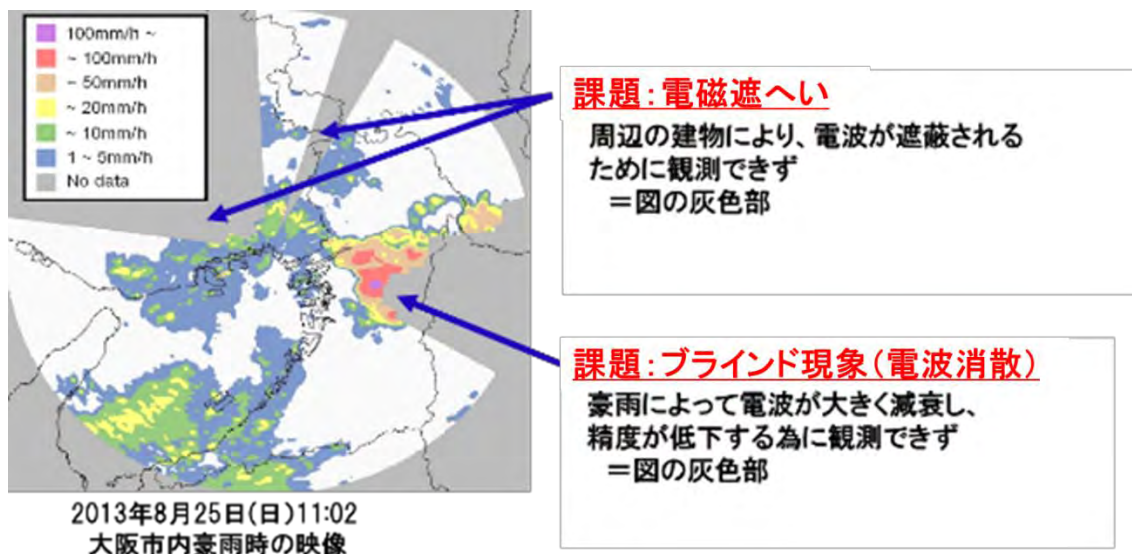 100mm/h ~
~ 100mm/h
~ 50mm/h
~ 20mm/h
~ 10mm/h
1 ~ 5mm/h
No data
課題：電磁遮へい
周辺の建物により、電波が遮蔽される
ために観測できず
＝図の灰色部
課題：ブラインド現象（電波消散）
豪雨によって電波が大きく減衰し、
精度が低下する為に観測できず
＝図の灰色部
2013年8月25日(日)11:02
大阪市内豪雨時の映像